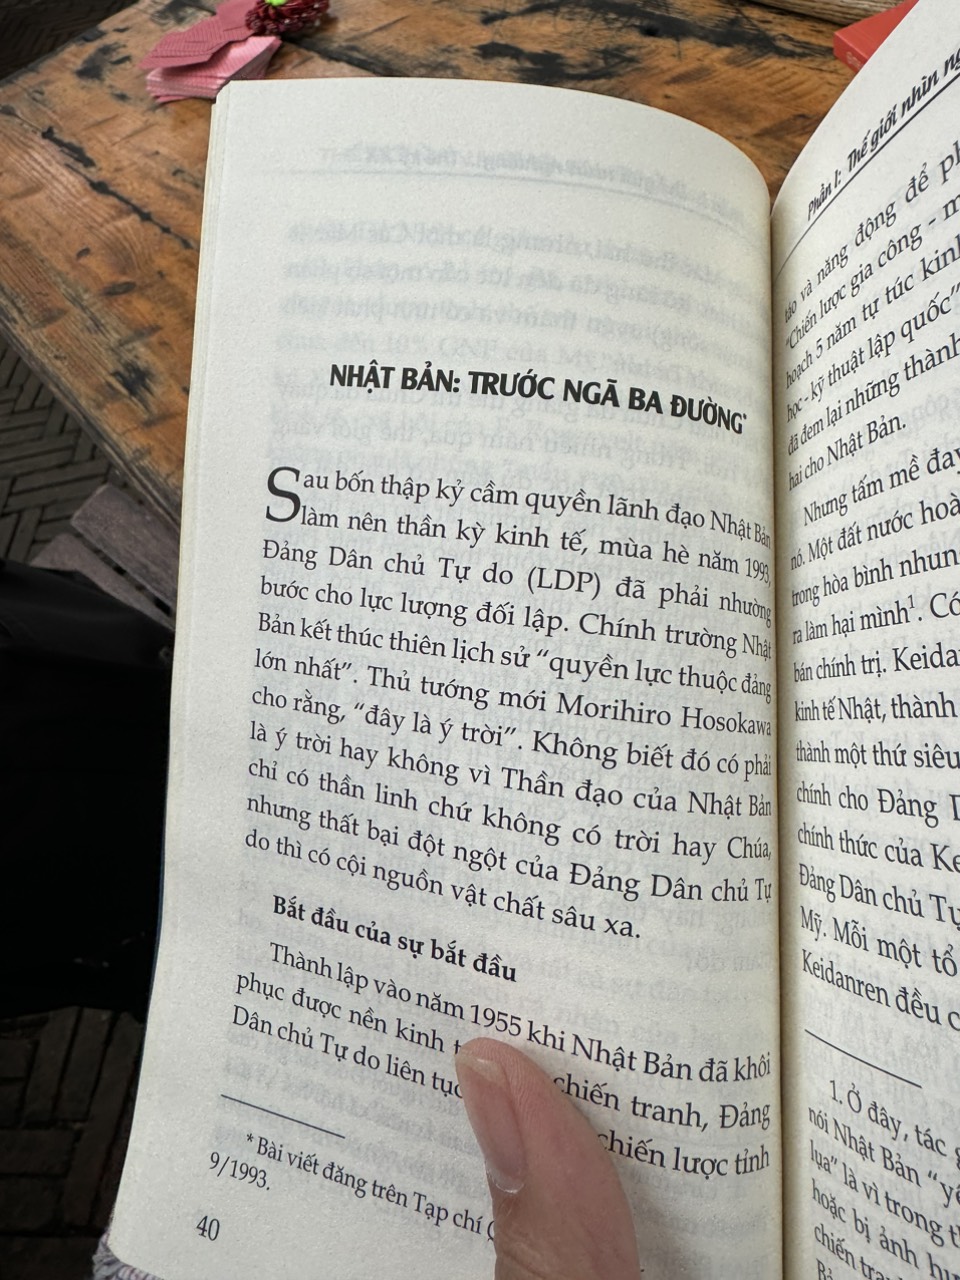 NHẬT BẢN: TRƯỚC NGÃ BA ĐƯỜNG*
Sau bốn thập kỷ cầm quyền lãnh đạo Nhật Bản
làm nên thần kỳ kinh tế, mùa hè năm 1993,
Đảng Dân chủ Tự do (LDP) đã phải nhường
bước cho lực lượng đối lập. Chính trường Nhật
Bản kết thúc thiên lịch sử “quyền lực thuộc đảng
lớn nhất”. Thủ tướng mới Morihiro Hosokawa
cho rằng, “đây là ý trời”. Không biết đó có phải
là ý trời hay không vì Thần đạo của Nhật Bản
chỉ có thần linh chứ không có trời hay Chúa,
nhưng thất bại đột ngột của Đảng Dân chủ Tự
do thì có cội nguồn vật chất sâu xa.
Bắt đầu của sự bắt đầu
Thành lập vào năm 1955 khi Nhật Bản đã khôi
phục được nền kinh chiến tranh, Đảng
Dân chủ Tự do liên tục chiến lược tỉnh
* Bài viết đăng trên Tạp chí
9/1993.
40
Phần I: Thế giới nhìn
táo và năng động để
“Chiến lược gia công -
hoạch 5 năm tự túc kinh
học - kỹ thuật lập quốc”
đã đem lại những thành
hai cho Nhật Bản.
Nhưng tấm mề đay
nó. Một đất nước hoà
trong hòa bình nhưng
ra làm hại mình¹. Có
bán chính trị. Keidan
kinh tế Nhật, thành
thành một thứ siêu
chính cho Đảng
chính thức của
Đảng Dân chủ Tự
Mỹ. Mỗi một tổ
Keidanren đều
1. Ở đây, tác
nói Nhật Bản
lụa” là vì trong
hoặc bị ảnh
chiến